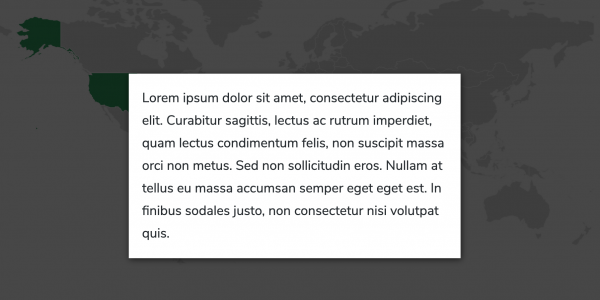 Lorem ipsum dolor sit amet, consectetur adipiscing
elit. Curabitur sagittis, lectus ac rutrum imperdiet,
quam lectus condimentum felis, non suscipit massa
orci non metus. Sed non sollicitudin eros. Nullam at
tellus eu massa accumsan semper eget eget est. In
finibus sodales justo, non consectetur nisi volutpat
quis.